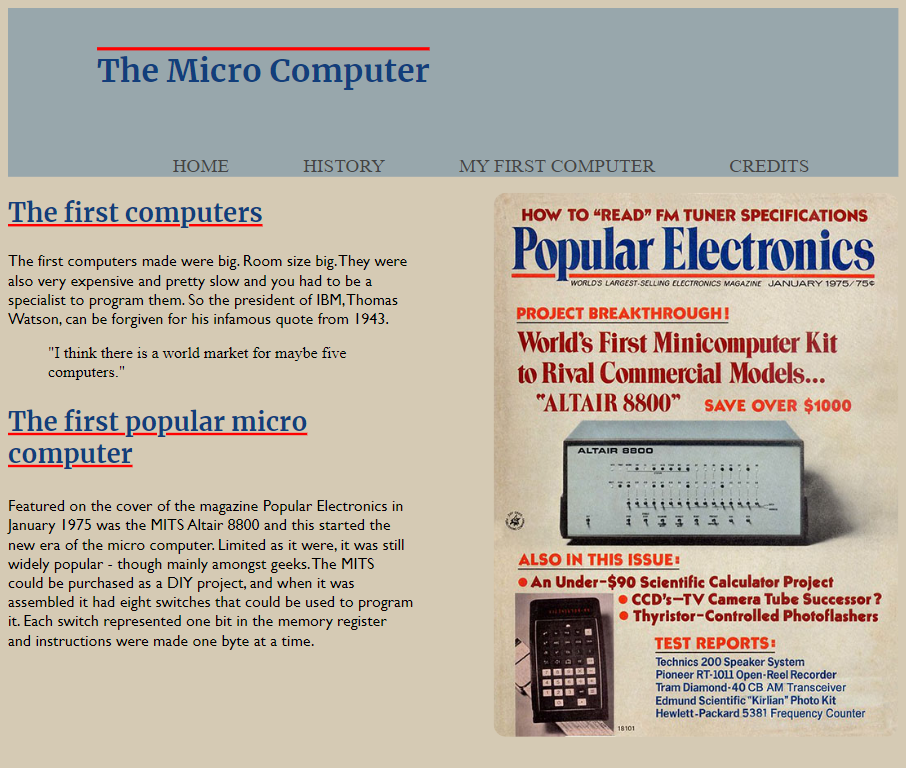 The Micro Computer
HOME HISTORY MY FIRST COMPUTER CREDITS
The first computers
The first computers made were big. Room size big. They were
also very expensive and pretty slow and you had to be a
specialist to program them. So the president of IBM, Thomas
Watson, can be forgiven for his infamous quote from 1943.
"I think there is a world market for maybe five
computers."
The first popular micro
computer
Featured on the cover of the magazine Popular Electronics in
January 1975 was the MITS Altair 8800 and this started the
new era of the micro computer. Limited as it were, it was still
widely popular - though mainly amongst geeks. The MITS
could be purchased as a DIY project, and when it was
assembled it had eight switches that could be used to program
it. Each switch represented one bit in the memory register
and instructions were made one byte at a time.
HOW TO "READ" FM TUNER SPECIFICATIONS
Popular Electronics
WORLD'S LARGEST-SELLING ELECTRONICS MAGAZINE JANUARY 1975/75¢
PROJECT BREAKTHROUGH!
World's First Minicomputer Kit
to Rival Commercial Models...
"ALTAIR 8800" SAVE OVER $1000
ALTAIR 8800
ALSO IN THIS ISSUE:
● An Under-$90 Scientific Calculator Project
● CCD's-TV Camera Tube Successor?
● Thyristor-Controlled Photoflashers
TEST REPORTS:
Technics 200 Speaker System
Pioneer RT-1011 Open-Reel Recorder
Tram Diamond-40 CB AM Transceiver
Edmund Scientific "Kirlian" Photo Kit
Hewlett-Packard 5381 Frequency Counter
18101